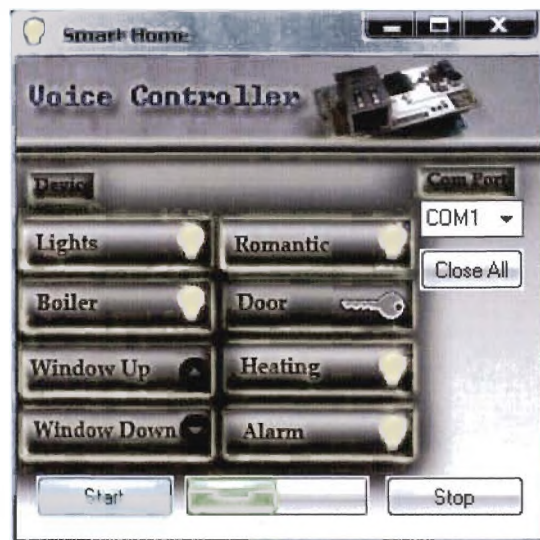 Smart Home
Voice Controller
Device
Com Port
COM1
Lights
Romantic
Close All
Boiler
Door
Window Up
Heating
Window Down
Alarm
Start
Stop